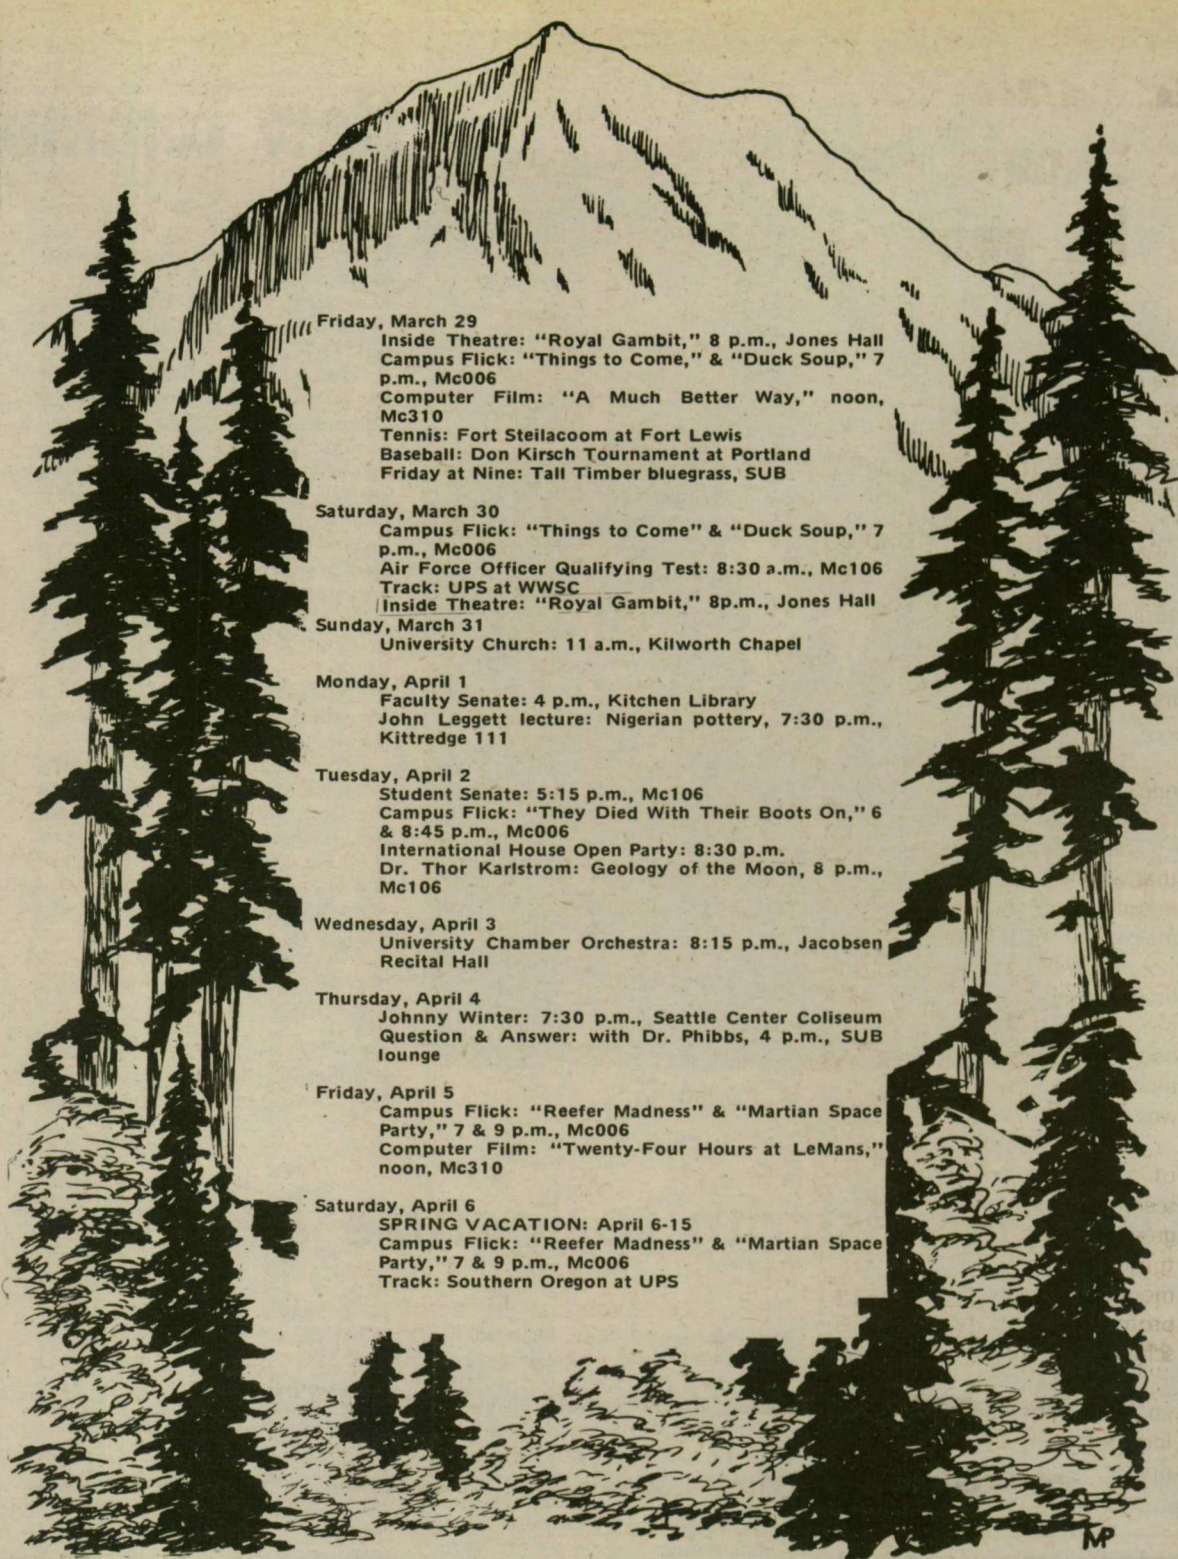 Friday, March 29
Inside Theatre: "Royal Gambit," 8 p.m., Jones Hall
Campus Flick: "Things to Come," & "Duck Soup," 7
p.m., Mc006
Computer Film: "A Much Better Way," noon,
Mc310
Tennis: Fort Steilacoom at Fort Lewis
Baseball: Don Kirsch Tournament at Portland
Friday at Nine: Tall Timber bluegrass, SUB
Saturday, March 30
Campus Flick: "Things to Come" & "Duck Soup," 7
p.m., Mc006
Air Force Officer Qualifying Test: 8:30 a.m., Mc106
Track: UPS at WWSC
Inside Theatre: "Royal Gambit," 8p.m., Jones Hall
Sunday, March 31
University Church: 11 a.m., Kilworth Chapel
Monday, April 1
Faculty Senate: 4 p.m., Kitchen Library
John Leggett lecture: Nigerian pottery, 7:30 p.m.,
Kittredge 111
Tuesday, April 2
Student Senate: 5:15 p.m., Mc106
Campus Flick: "They Died With Their Boots On," 6
& 8:45 p.m., Mc006
International House Open Party: 8:30 p.m.
Dr. Thor Karlstrom: Geology of the Moon, 8 p.m.,
Mc106
Wednesday, April 3
University Chamber Orchestra: 8:15 p.m., Jacobsen
Recital Hall
Thursday, April 4
Johnny Winter: 7:30 p.m., Seattle Center Coliseum
Question & Answer: with Dr. Phibbs, 4 p.m., SUB
lounge
Friday, April 5
Campus Flick: "Reefer Madness" & "Martian Space
Party," 7 & 9 p.m., Mc006
Computer Film: "Twenty-Four Hours at LeMans,"
noon, Mc310
Saturday, April 6
SPRING VACATION: April 6-15
Campus Flick: "Reefer Madness" & "Martian Space
Party," 7 & 9 p.m., Mc006
Track: Southern Oregon at UPS
MP